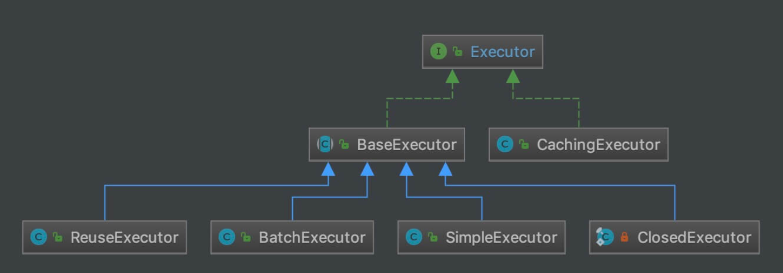 I Executor
C BaseExecutor
C CachingExecutor
C ReuseExecutor
C BatchExecutor
C SimpleExecutor
C ClosedExecutor